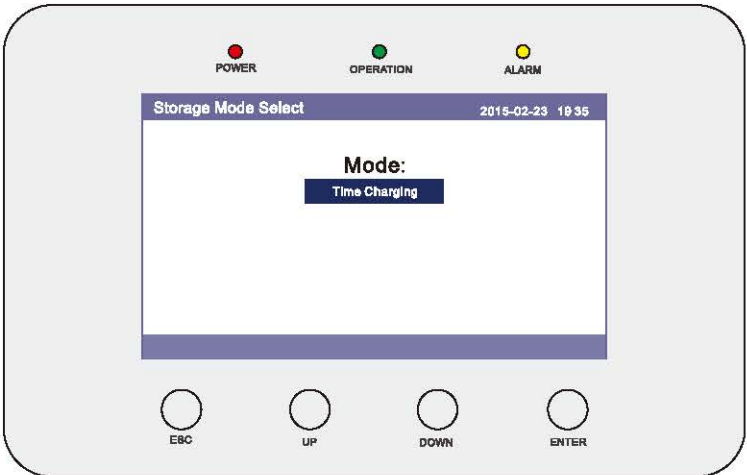 POWER
OPERATION
ALARM
Storage Mode Select 2015-02-23 19 35
Mode:
Time Charging
ESC UP DOWN ENTER